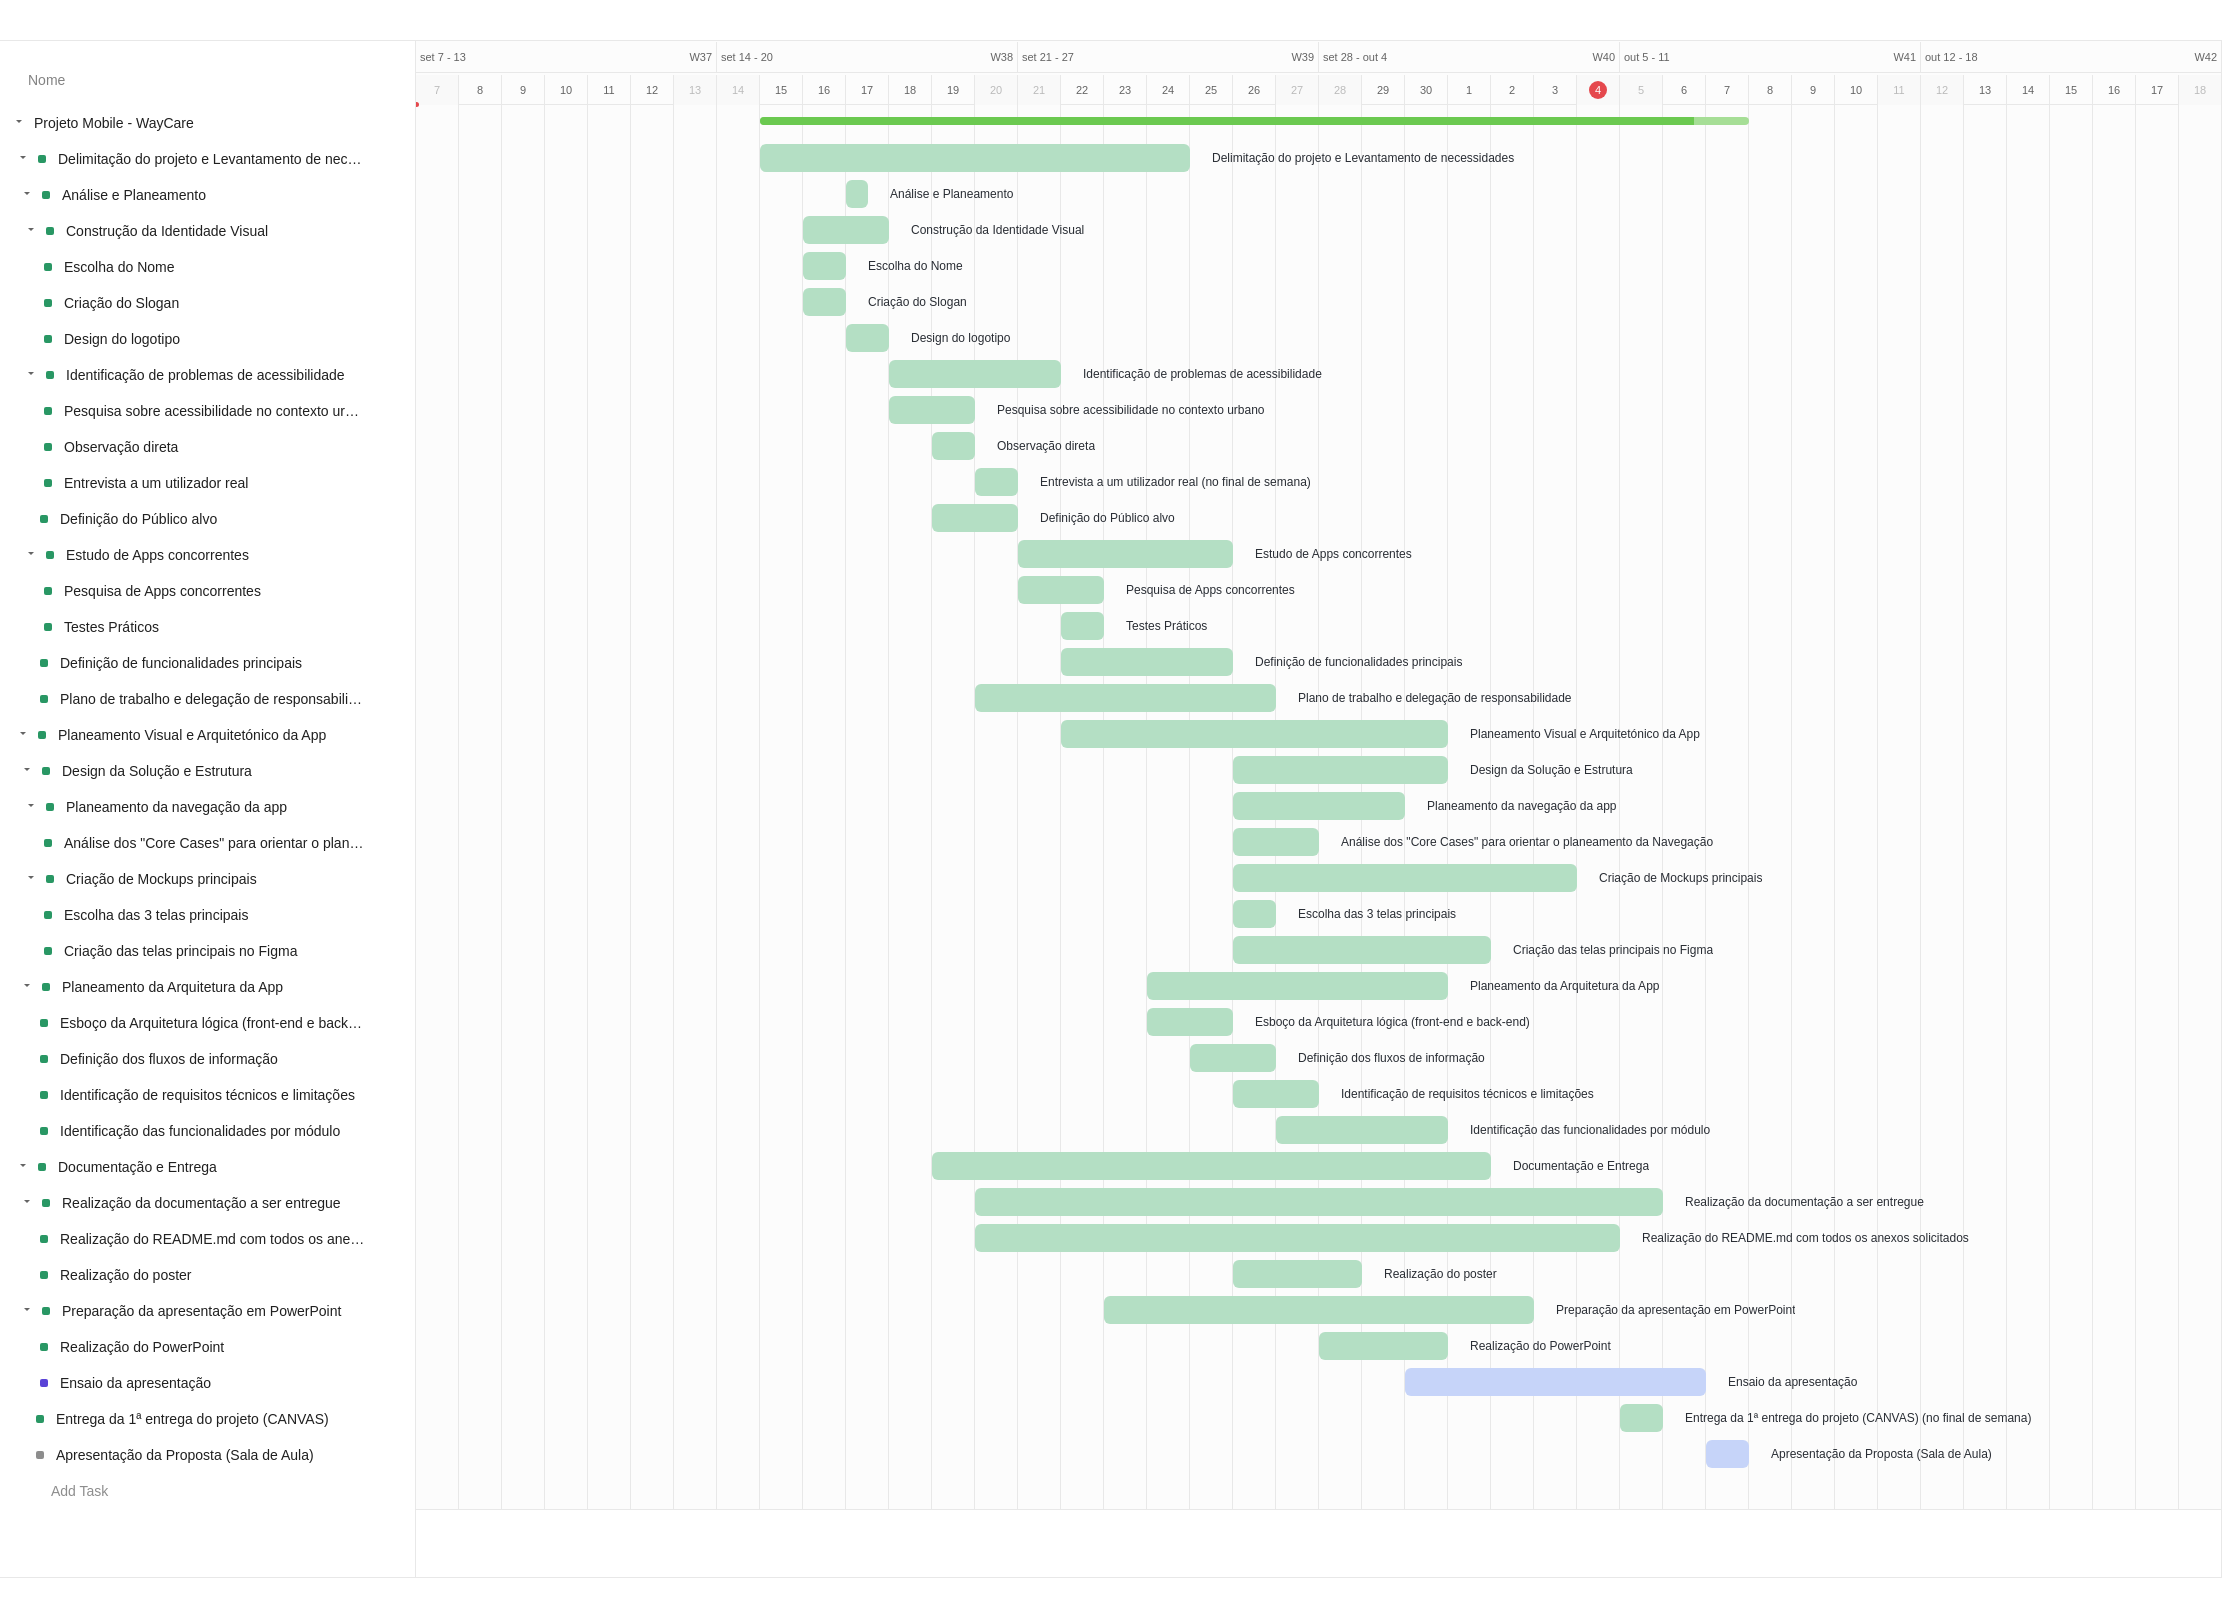 set 7 - 13 W37 set 14 - 20 W38 set 21 - 27 W39 set 28 - out 4 W40 out 5 - 11 W41 out 12 - 18 W42
Nome
7 8 9 10 11 12 13 14 15 16 17 18 19 20 21 22 23 24 25 26 27 28 29 30 1 2 3 4 5 6 7 8 9 10 11 12 13 14 15 16 17 18
Projeto Mobile - WayCare
Delimitação do projeto e Levantamento de nec… Delimitação do projeto e Levantamento de necessidades
Análise e Planeamento Análise e Planeamento
Construção da Identidade Visual Construção da Identidade Visual
Escolha do Nome Escolha do Nome
Criação do Slogan Criação do Slogan
Design do logotipo Design do logotipo
Identificação de problemas de acessibilidade Identificação de problemas de acessibilidade
Pesquisa sobre acessibilidade no contexto ur… Pesquisa sobre acessibilidade no contexto urbano
Observação direta Observação direta
Entrevista a um utilizador real Entrevista a um utilizador real (no final de semana)
Definição do Público alvo Definição do Público alvo
Estudo de Apps concorrentes Estudo de Apps concorrentes
Pesquisa de Apps concorrentes Pesquisa de Apps concorrentes
Testes Práticos Testes Práticos
Definição de funcionalidades principais Definição de funcionalidades principais
Plano de trabalho e delegação de responsabili… Plano de trabalho e delegação de responsabilidade
Planeamento Visual e Arquitetónico da App Planeamento Visual e Arquitetónico da App
Design da Solução e Estrutura Design da Solução e Estrutura
Planeamento da navegação da app Planeamento da navegação da app
Análise dos "Core Cases" para orientar o plan… Análise dos "Core Cases" para orientar o planeamento da Navegação
Criação de Mockups principais Criação de Mockups principais
Escolha das 3 telas principais Escolha das 3 telas principais
Criação das telas principais no Figma Criação das telas principais no Figma
Planeamento da Arquitetura da App Planeamento da Arquitetura da App
Esboço da Arquitetura lógica (front-end e back… Esboço da Arquitetura lógica (front-end e back-end)
Definição dos fluxos de informação Definição dos fluxos de informação
Identificação de requisitos técnicos e limitações Identificação de requisitos técnicos e limitações
Identificação das funcionalidades por módulo Identificação das funcionalidades por módulo
Documentação e Entrega Documentação e Entrega
Realização da documentação a ser entregue Realização da documentação a ser entregue
Realização do README.md com todos os ane… Realização do README.md com todos os anexos solicitados
Realização do poster Realização do poster
Preparação da apresentação em PowerPoint Preparação da apresentação em PowerPoint
Realização do PowerPoint Realização do PowerPoint
Ensaio da apresentação Ensaio da apresentação
Entrega da 1ª entrega do projeto (CANVAS) Entrega da 1ª entrega do projeto (CANVAS) (no final de semana)
Apresentação da Proposta (Sala de Aula) Apresentação da Proposta (Sala de Aula)
Add Task